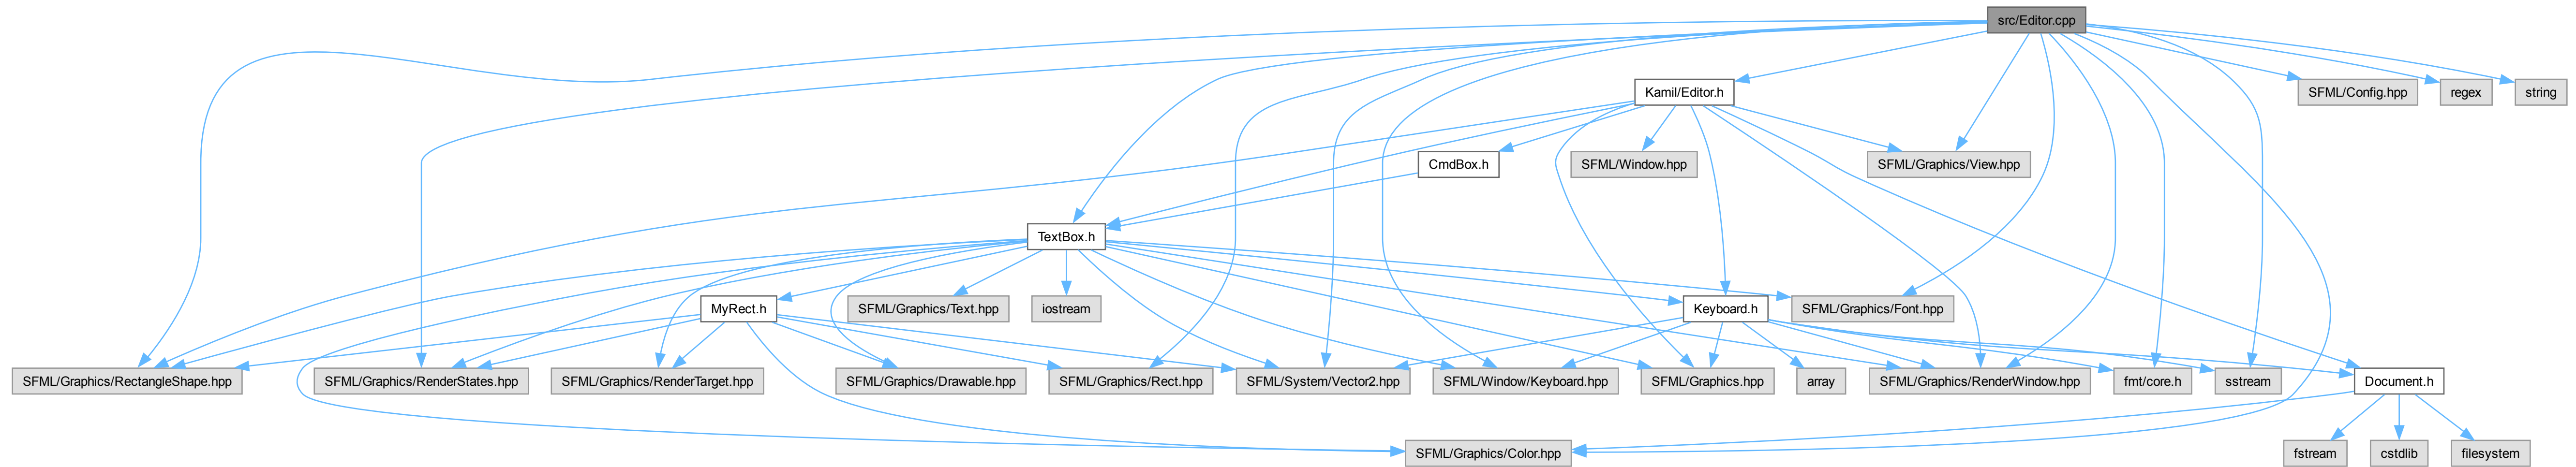 src/Editor.cpp
Kamil/Editor.h
SFML/Config.hpp
regex
string
CmdBox.h
SFML/Window.hpp
SFML/Graphics/View.hpp
TextBox.h
MyRect.h
SFML/Graphics/Text.hpp
iostream
Keyboard.h
SFML/Graphics/Font.hpp
SFML/Graphics/RectangleShape.hpp
SFML/Graphics/RenderStates.hpp
SFML/Graphics/RenderTarget.hpp
SFML/Graphics/Drawable.hpp
SFML/Graphics/Rect.hpp
SFML/System/Vector2.hpp
SFML/Window/Keyboard.hpp
SFML/Graphics.hpp
array
SFML/Graphics/RenderWindow.hpp
fmt/core.h
sstream
Document.h
SFML/Graphics/Color.hpp
fstream
cstdlib
filesystem